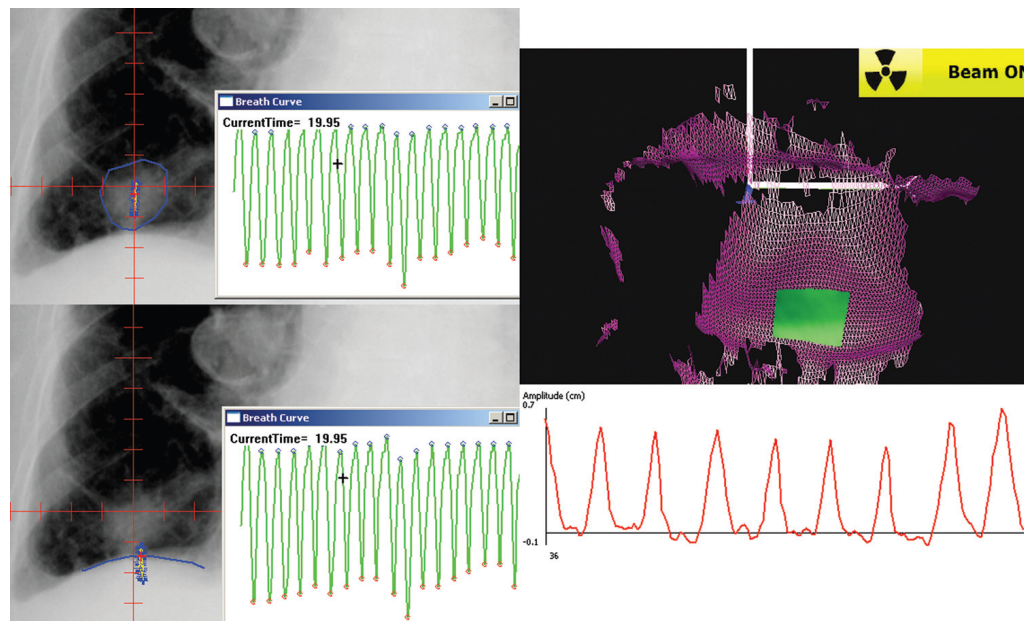 Breath Curve
CurrentTime= 19.95
Breath Curve
CurrentTime= 19.95
Beam ON
Amplitude (cm)
0.7
-0.1
36